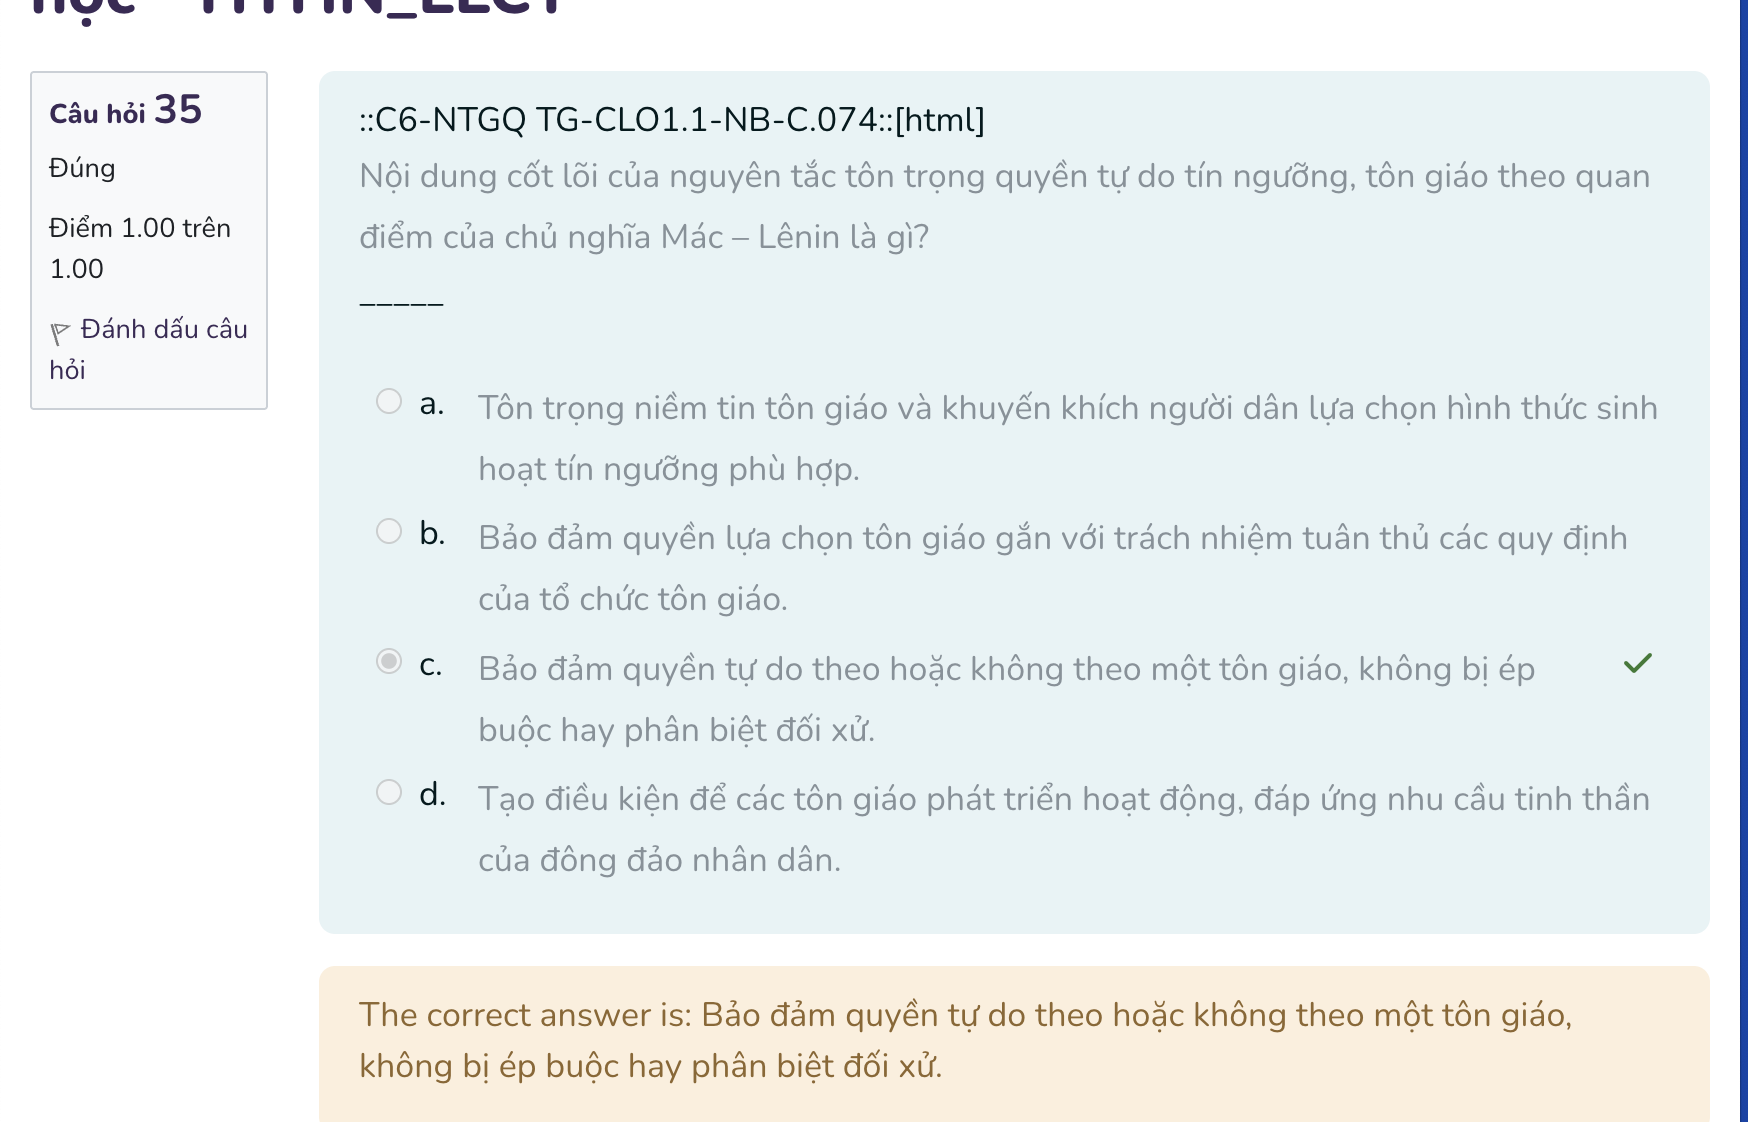 Câu hỏi 35
Đúng
Điểm 1.00 trên
1.00
Đánh dấu câu
hỏi
::C6-NTGQ TG-CLO1.1-NB-C.074::[html]
Nội dung cốt lõi của nguyên tắc tôn trọng quyền tự do tín ngưỡng, tôn giáo theo quan
điểm của chủ nghĩa Mác – Lênin là gì?
_____
a. Tôn trọng niềm tin tôn giáo và khuyến khích người dân lựa chọn hình thức sinh
hoạt tín ngưỡng phù hợp.
b. Bảo đảm quyền lựa chọn tôn giáo gắn với trách nhiệm tuân thủ các quy định
của tổ chức tôn giáo.
c. Bảo đảm quyền tự do theo hoặc không theo một tôn giáo, không bị ép
buộc hay phân biệt đối xử.
d. Tạo điều kiện để các tôn giáo phát triển hoạt động, đáp ứng nhu cầu tinh thần
của đông đảo nhân dân.
The correct answer is: Bảo đảm quyền tự do theo hoặc không theo một tôn giáo,
không bị ép buộc hay phân biệt đối xử.